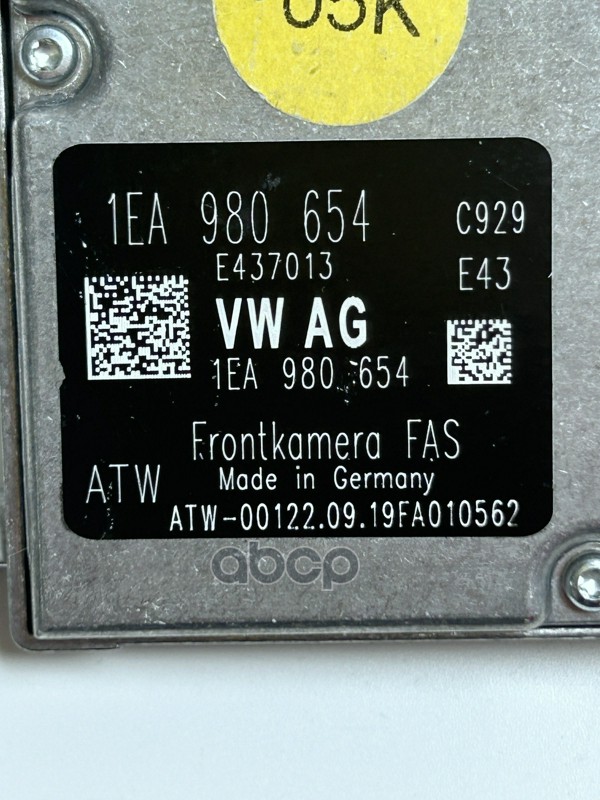 05K
1EA 980 654 C929
E437013 E43
VW AG
1EA 980 654
Frontkamera FAS
ATW Made in Germany
ATW-00122.09.19FA010562
abcp